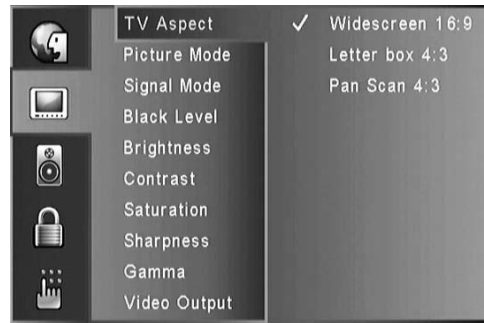 TV Aspect
Picture Mode
Signal Mode
Black Level
Brightness
Contrast
Saturation
Sharpness
Gamma
Video Output
✓ Widescreen 16:9
Letter box 4:3
Pan Scan 4:3